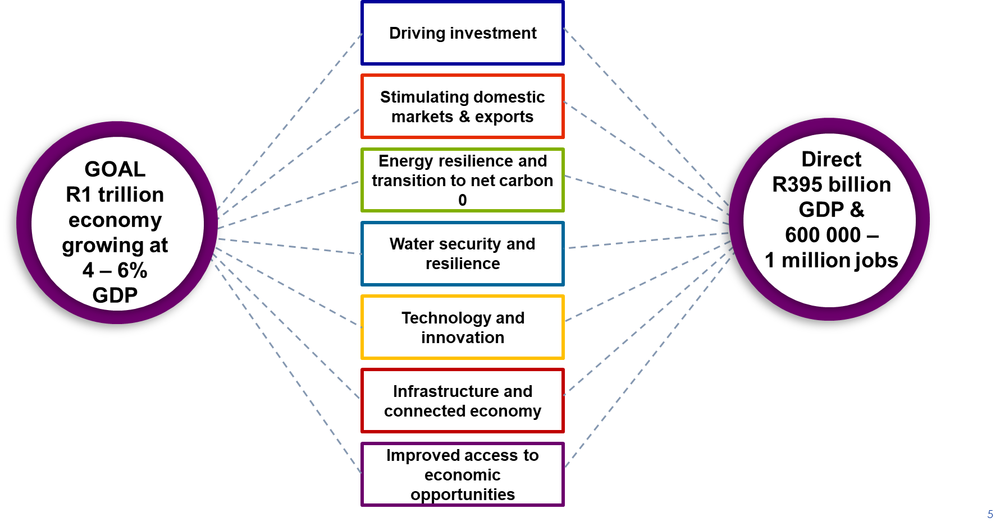 GOAL
R1 trillion
economy
growing at
4 – 6%
GDP
Driving investment
Stimulating domestic
markets & exports
Energy resilience and
transition to net carbon
0
Water security and
resilience
Technology and
innovation
Infrastructure and
connected economy
Improved access to
economic
opportunities
Direct
R395 billion
GDP &
600 000 –
1 million jobs
5